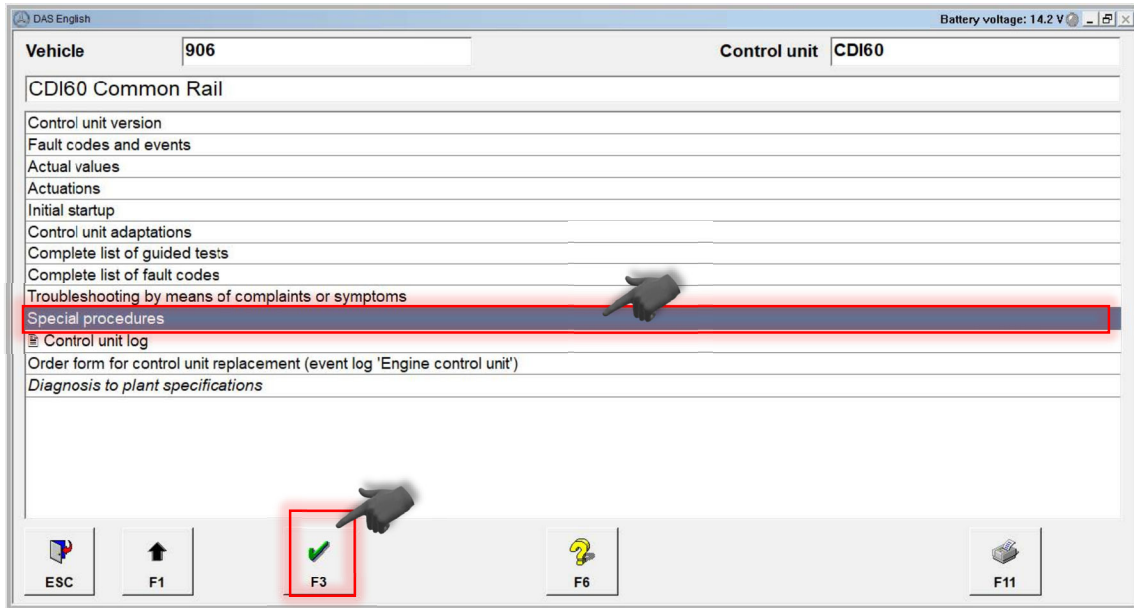 DAS English Battery voltage: 14.2 V
Vehicle 906 Control unit CDI60
CDI60 Common Rail
Control unit version
Fault codes and events
Actual values
Actuations
Initial startup
Control unit adaptations
Complete list of guided tests
Complete list of fault codes
Troubleshooting by means of complaints or symptoms
Special procedures
Control unit log
Order form for control unit replacement (event log 'Engine control unit')
Diagnosis to plant specifications
ESC F1 F3 F6 F11